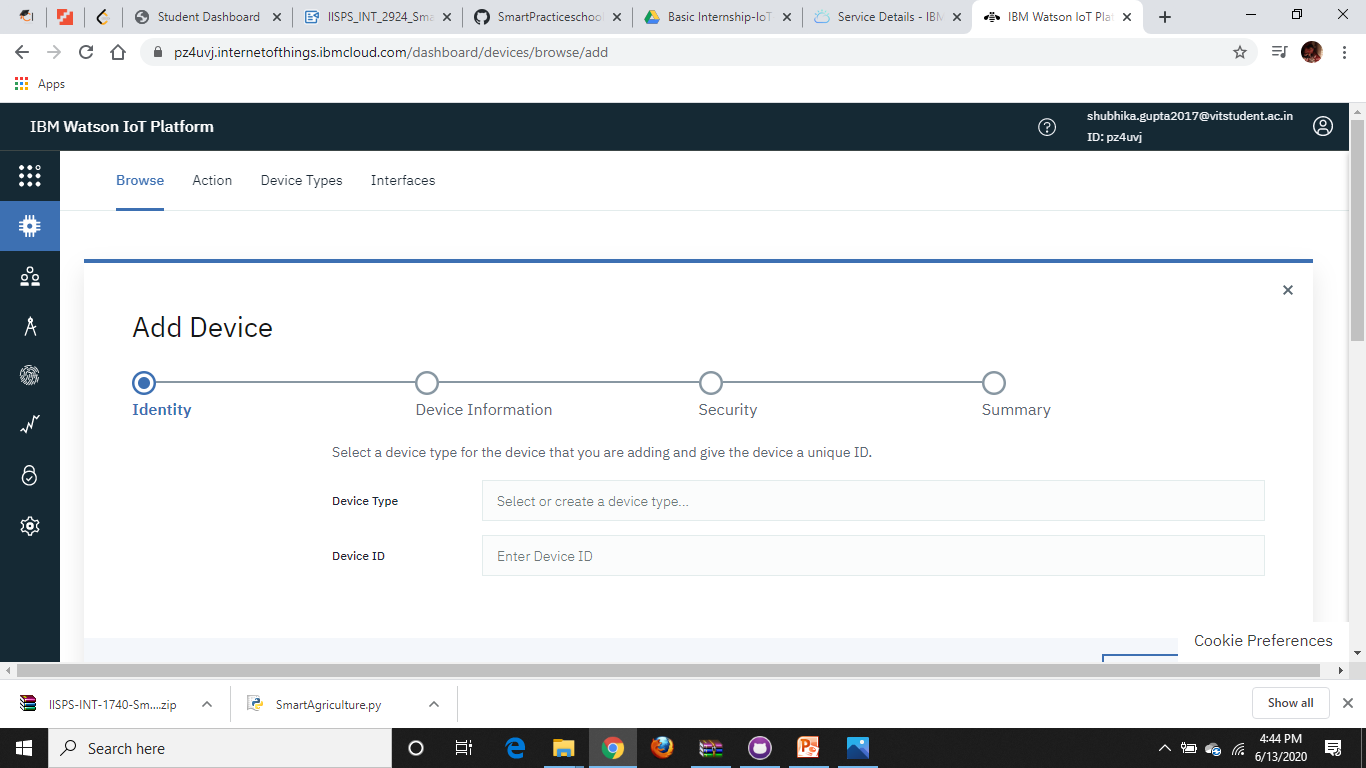 Student Dashboard
IISPS_INT_2924_Sma
SmartPracticeschool
Basic Internship-IoT
Service Details - IBM
IBM Watson IoT Plat
pz4uvj.internetofthings.ibmcloud.com/dashboard/devices/browse/add
Apps
IBM Watson IoT Platform
shubhika.gupta2017@vitstudent.ac.in
ID: pz4uvj
Browse Action Device Types Interfaces
Add Device
Identity Device Information Security Summary
Select a device type for the device that you are adding and give the device a unique ID.
Device Type Select or create a device type...
Device ID Enter Device ID
Cookie Preferences
IISPS-INT-1740-Sm....zip
SmartAgriculture.py
Show all
Search here
4:44 PM
6/13/2020